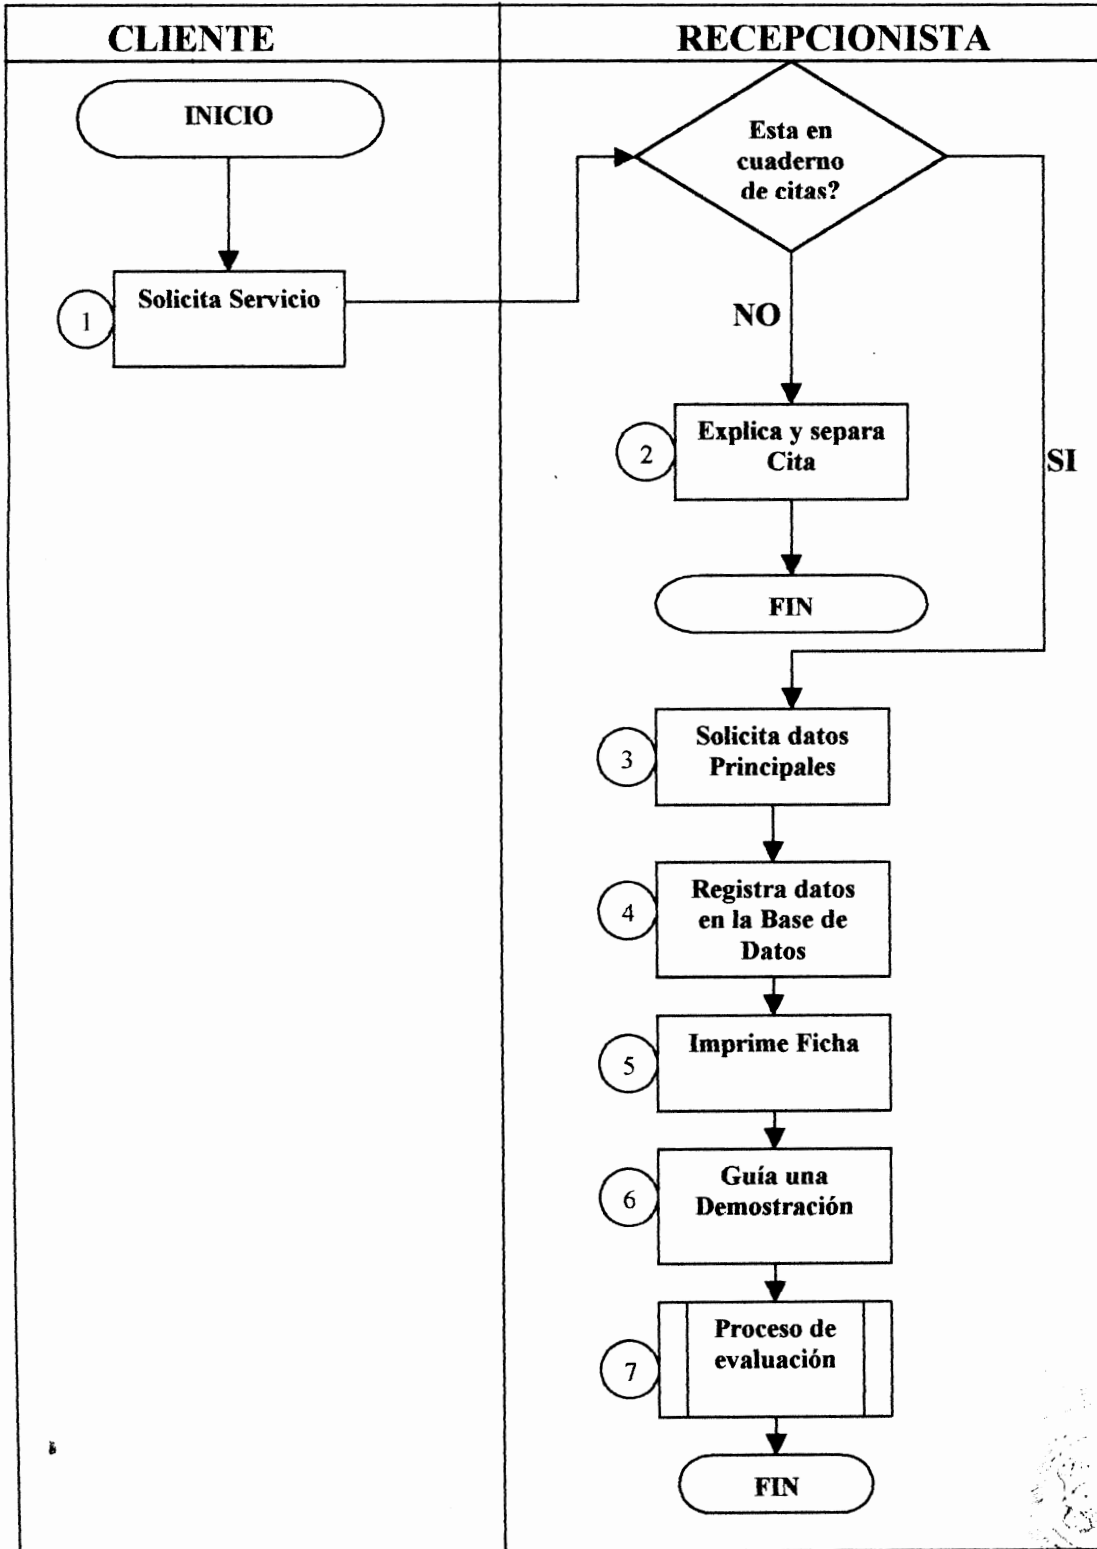 CLIENTE
RECEPCIONISTA
INICIO
Esta en
cuaderno
de citas?
1
Solicita Servicio
NO
SI
2
Explica y separa
Cita
FIN
3
Solicita datos
Principales
4
Registra datos
en la Base de
Datos
5
Imprime Ficha
6
Guía una
Demostración
7
Proceso de
evaluación
FIN